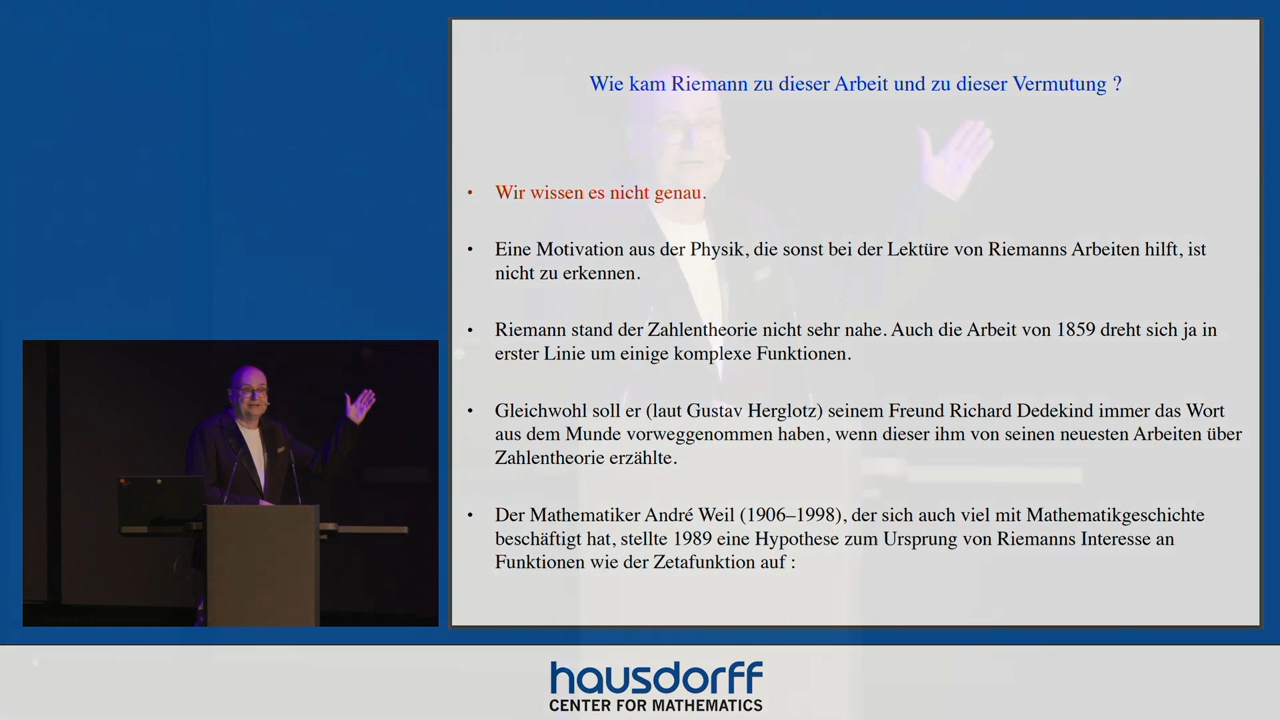 Wie kam Riemann zu dieser Arbeit und zu dieser Vermutung ?
• Wir wissen es nicht genau.
• Eine Motivation aus der Physik, die sonst bei der Lektüre von Riemanns Arbeiten hilft, ist
nicht zu erkennen.
• Riemann stand der Zahlentheorie nicht sehr nahe. Auch die Arbeit von 1859 dreht sich ja in
erster Linie um einige komplexe Funktionen.
• Gleichwohl soll er (laut Gustav Herglotz) seinem Freund Richard Dedekind immer das Wort
aus dem Munde vorweggenommen haben, wenn dieser ihm von seinen neuesten Arbeiten über
Zahlentheorie erzählte.
• Der Mathematiker André Weil (1906–1998), der sich auch viel mit Mathematikgeschichte
beschäftigt hat, stellte 1989 eine Hypothese zum Ursprung von Riemanns Interesse an
Funktionen wie der Zetafunktion auf :
hausdorff
CENTER FOR MATHEMATICS